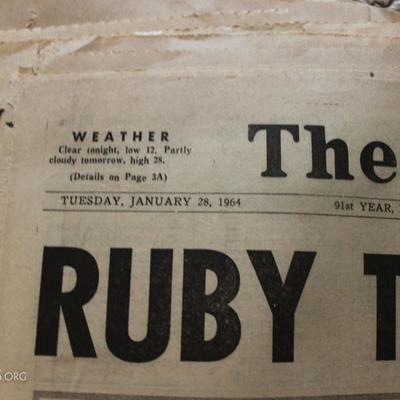 WEATHER
Clear tonight, low 12. Partly
cloudy tomorrow, high 28.
(Details on Page 3A)
The
TUESDAY, JANUARY 28, 1964
91st YEAR,
RUBY
.ORG